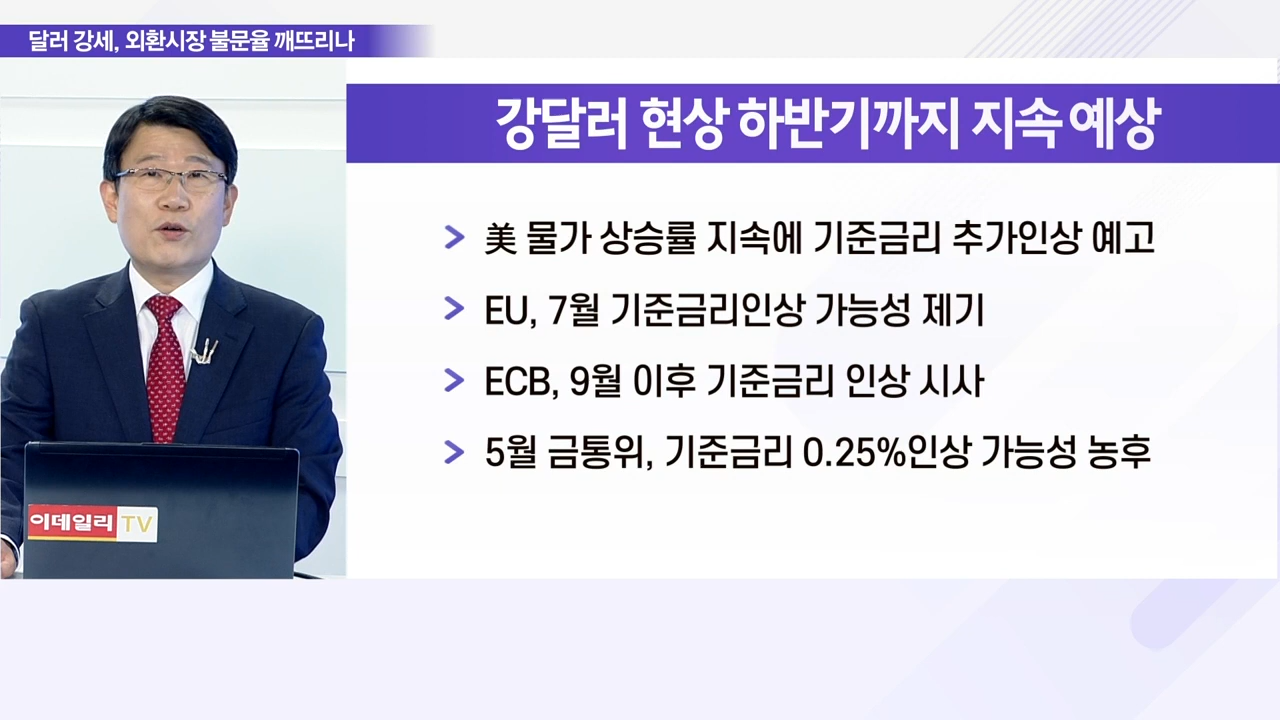 달러 강세, 외환시장 불문율 깨뜨리나
강달러 현상 하반기까지 지속 예상
> 美 물가 상승률 지속에 기준금리 추가인상 예고
> EU, 7월 기준금리인상 가능성 제기
> ECB, 9월 이후 기준금리 인상 시사
> 5월 금통위, 기준금리 0.25%인상 가능성 농후
이데일리 TV